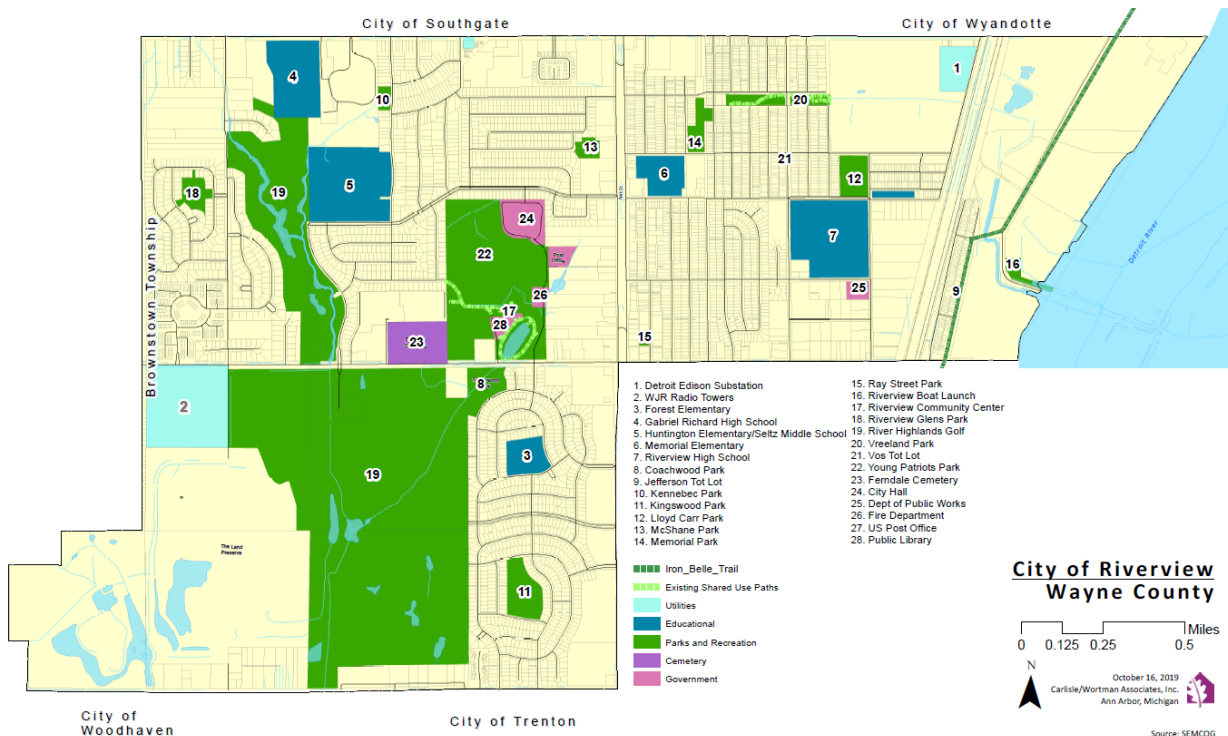 City of Southgate
City of Wyandotte
4
1
10
20
14
13
21
5
6
12
18
19
24
7
22
Post
Office
16
Brownstown Township
Detroit River
26
25
9
17
28
23
15
8
2
3
19
The Land
Preserve
11
1. Detroit Edison Substation
2. WJR Radio Towers
3. Forest Elementary
4. Gabriel Richard High School
5. Huntington Elementary/Seltz Middle School
6. Memorial Elementary
7. Riverview High School
8. Coachwood Park
9. Jefferson Tot Lot
10. Kennebec Park
11. Kingswood Park
12. Lloyd Carr Park
13. McShane Park
14. Memorial Park
15. Ray Street Park
16. Riverview Boat Launch
17. Riverview Community Center
18. Riverview Glens Park
19. River Highlands Golf
20. Vreeland Park
21. Vos Tot Lot
22. Young Patriots Park
23. Ferndale Cemetery
24. City Hall
25. Dept of Public Works
26. Fire Department
27. US Post Office
28. Public Library
Iron_Belle_Trail
Existing Shared Use Paths
Utilities
Educational
Parks and Recreation
Cemetery
Government
City of Riverview
Wayne County
Miles
0 0.125 0.25 0.5
N
October 16, 2019
Carlisle/Wortman Associates, Inc.
Ann Arbor, Michigan
City of
Woodhaven
City of Trenton
Source: SEMCOG